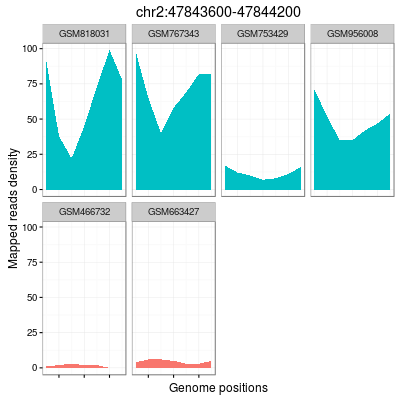 chr2:47843600-47844200
GSM818031 GSM767343 GSM753429 GSM956008
100
75
50
25
0
Mapped reads density
GSM466732 GSM663427
100
75
50
25
0
Genome positions